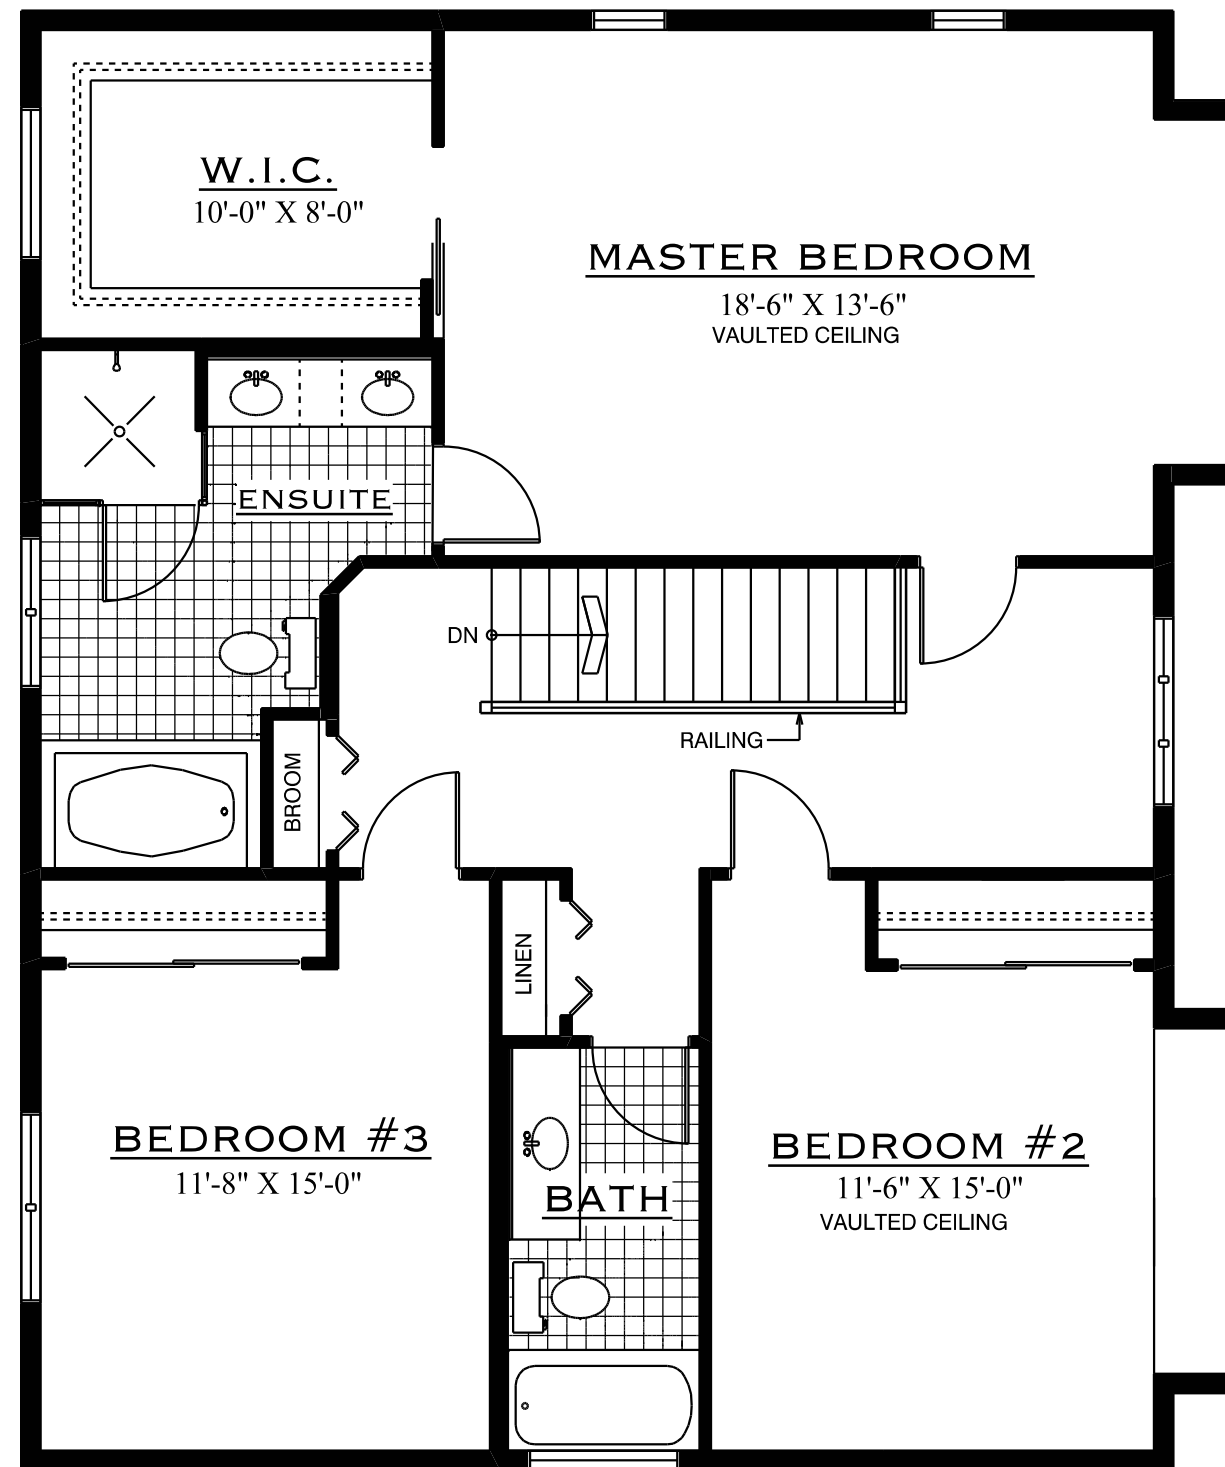 W.I.C.
10'-0" X 8'-0"
MASTER BEDROOM
18'-6" X 13'-6"
VAULTED CEILING
ENSUITE
DN
RAILING
BROOM
LINEN
BEDROOM #3
11'-8" X 15'-0"
BEDROOM #2
11'-6" X 15'-0"
VAULTED CEILING
BATH